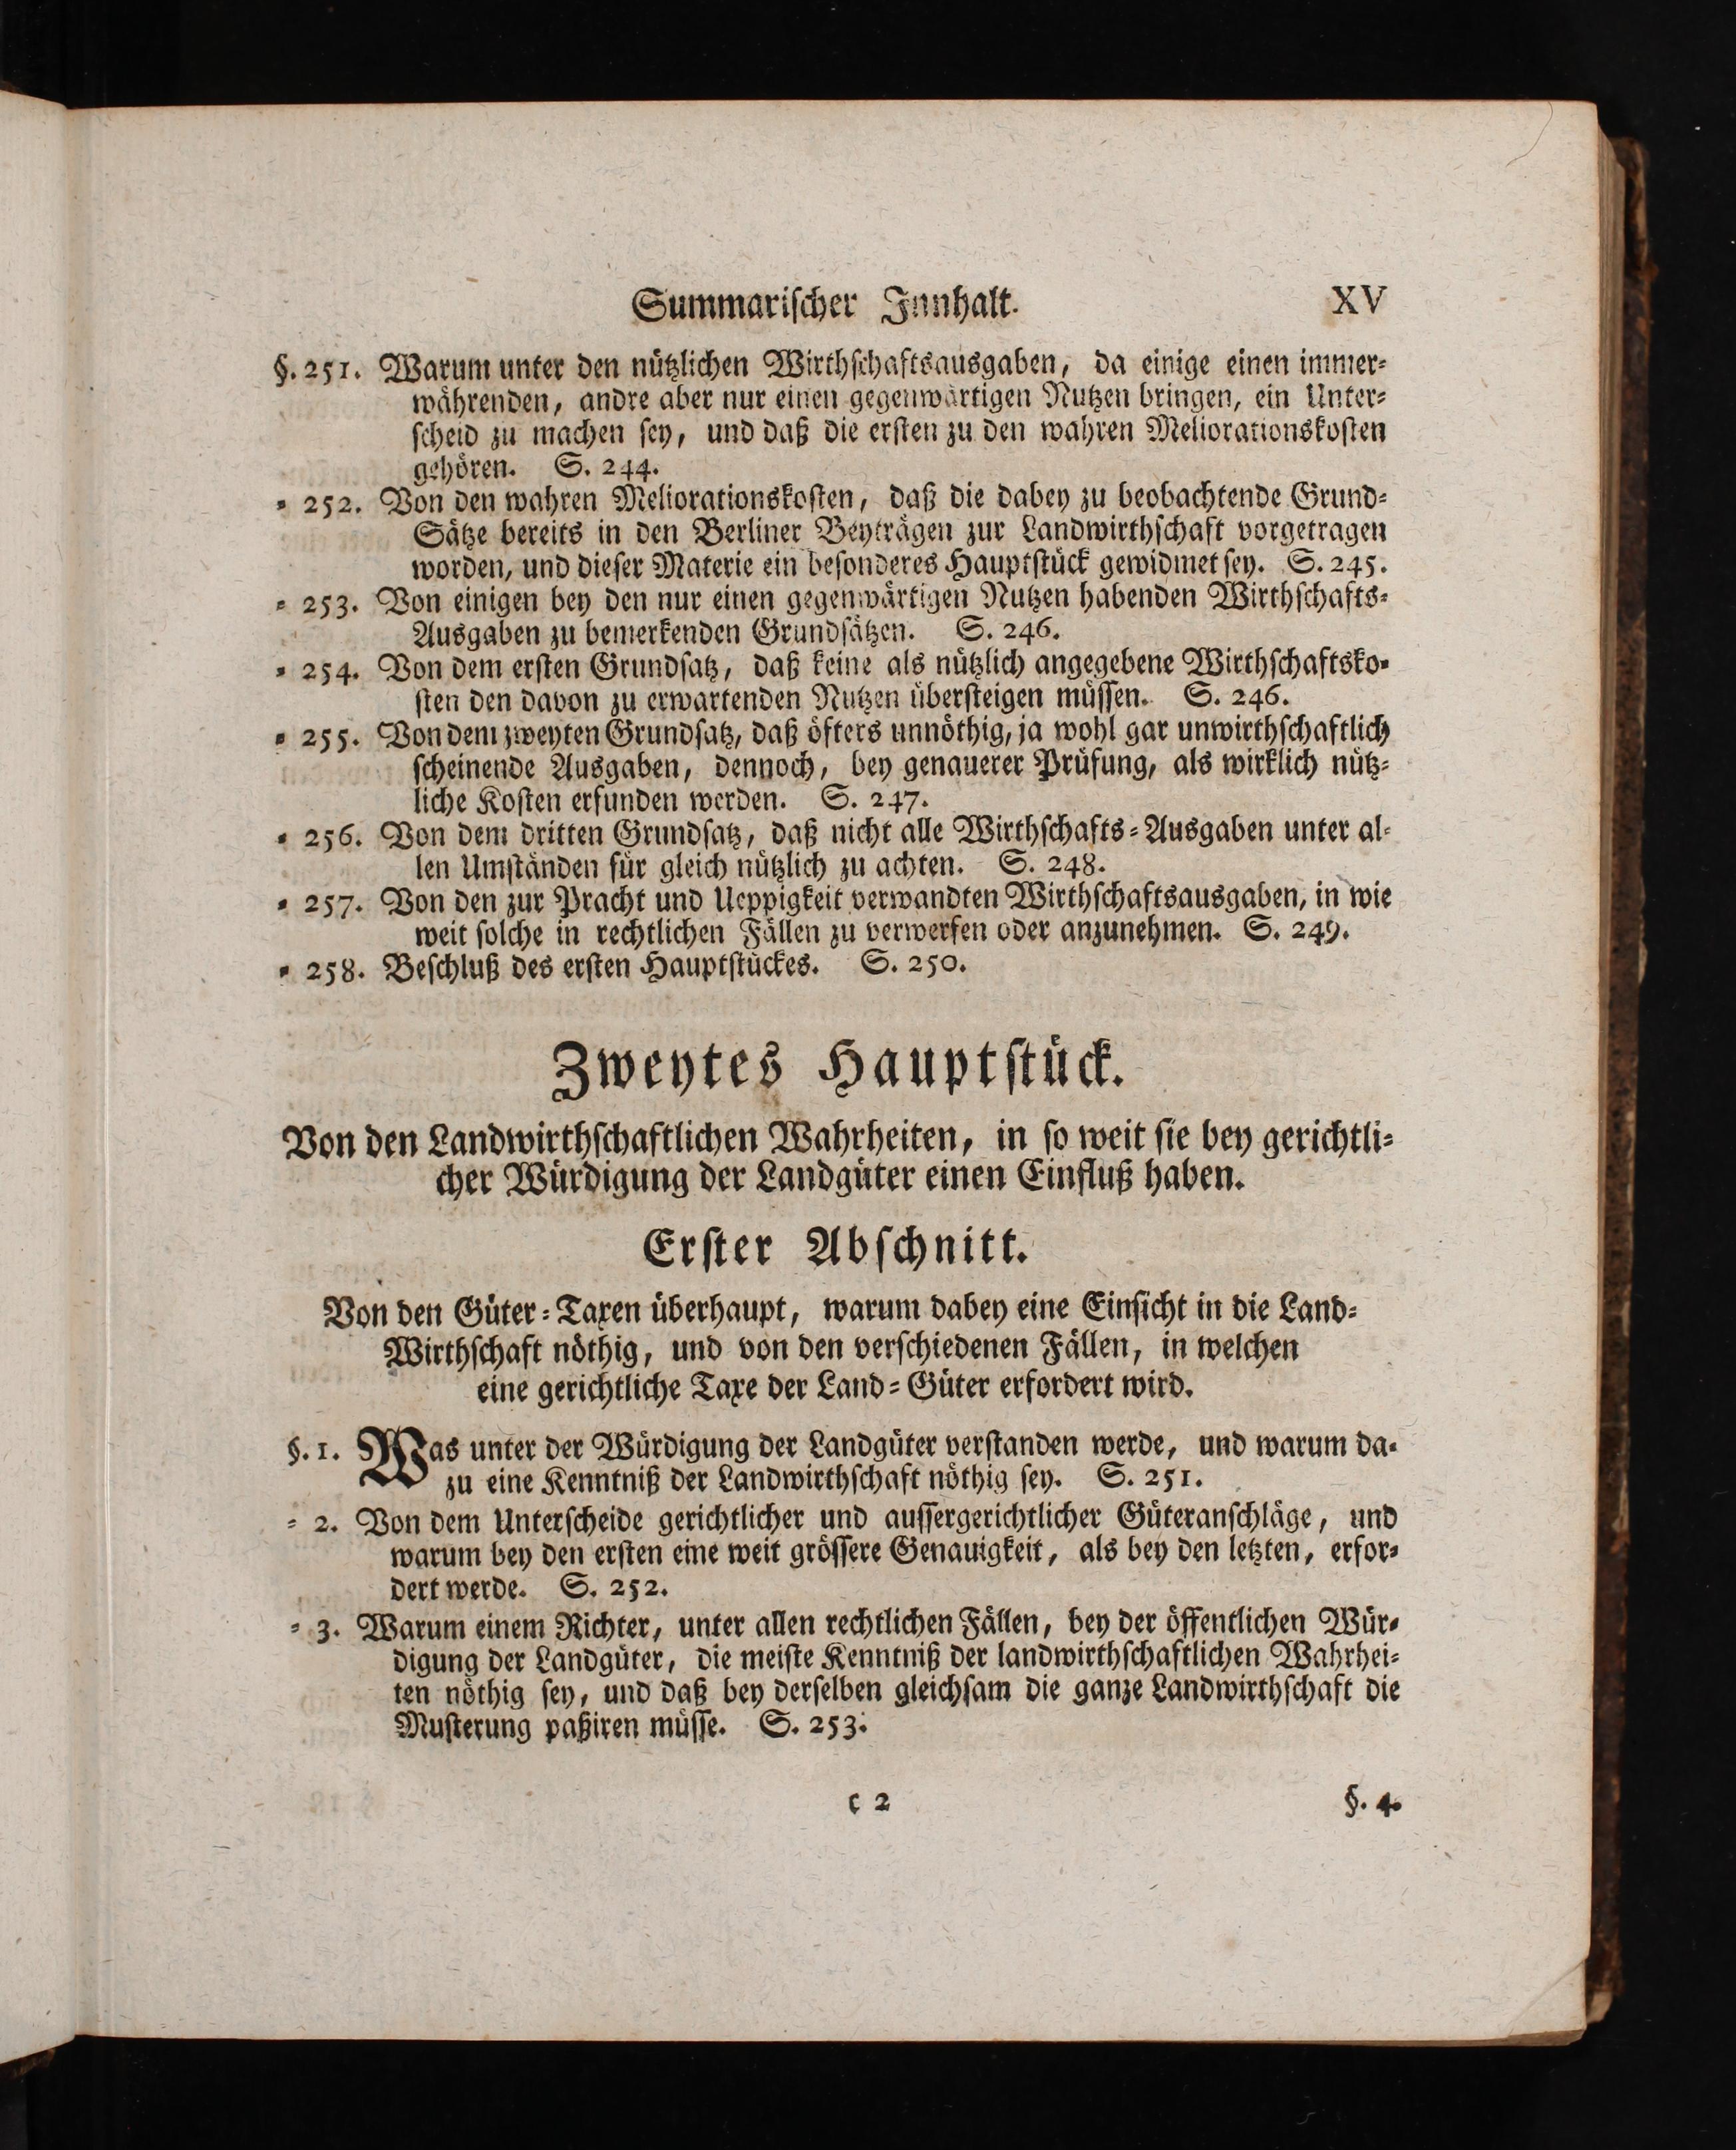 Summariſcher Innhalt. XV
§. 251. Warum unter den nützlichen Wirthſchaftsausgaben, da einige einen immer-
währenden, andre aber nur einen gegenwärtigen Nutzen bringen, ein Unter-
ſcheid zu machen ſey, und daß die erſten zu den wahren Meliorationskoſten
gehören. S. 244.
= 252. Von den wahren Meliorationskoſten, daß die dabey zu beobachtende Grund-
Sätze bereits in den Berliner Beyträgen zur Landwirthſchaft vorgetragen
worden, und dieſer Materie ein beſonderes Hauptſtück gewidmet ſey. S. 245.
= 253. Von einigen bey den nur einen gegenwärtigen Nutzen habenden Wirthſchafts-
Ausgaben zu bemerkenden Grundſätzen. S. 246.
= 254. Von dem erſten Grundſatz, daß keine als nützlich angegebene Wirthſchaftsko-
ſten den davon zu erwartenden Nutzen überſteigen müſſen. S. 246.
= 255. Von dem zweyten Grundſatz, daß öfters unnöthig, ja wohl gar unwirthſchaftlich
ſcheinende Ausgaben, dennoch, bey genauerer Prüfung, als wirklich nütz-
liche Koſten erfunden werden. S. 247.
= 256. Von dem dritten Grundſatz, daß nicht alle Wirthſchafts-Ausgaben unter al-
len Umſtänden für gleich nützlich zu achten. S. 248.
= 257. Von den zur Pracht und Ueppigkeit verwandten Wirthſchaftsausgaben, in wie
weit ſolche in rechtlichen Fällen zu verwerfen oder anzunehmen. S. 249.
= 258. Beſchluß des erſten Hauptſtückes. S. 250.
Zweytes Hauptſtück.
Von den Landwirthſchaftlichen Wahrheiten, in ſo weit ſie bey gerichtli-
cher Würdigung der Landgüter einen Einfluß haben.
Erſter Abſchnitt.
Von den Güter-Taxen überhaupt, warum dabey eine Einſicht in die Land-
Wirthſchaft nöthig, und von den verſchiedenen Fällen, in welchen
eine gerichtliche Taxe der Land-Güter erfordert wird.
§. 1. Was unter der Würdigung der Landgüter verſtanden werde, und warum da-
zu eine Kenntniß der Landwirthſchaft nöthig ſey. S. 251.
= 2. Von dem Unterſcheide gerichtlicher und auſſergerichtlicher Güteranſchläge, und
warum bey den erſten eine weit gröſſere Genauigkeit, als bey den letzten, erfor-
dert werde. S. 252.
= 3. Warum einem Richter, unter allen rechtlichen Fällen, bey der öffentlichen Wür-
digung der Landgüter, die meiſte Kenntniß der landwirthſchaftlichen Wahrhei-
ten nöthig ſey, und daß bey derſelben gleichſam die ganze Landwirthſchaft die
Muſterung paßiren müſſe. S. 253.
c 2 §. 4.